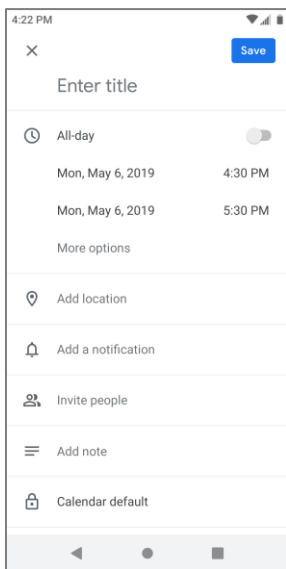 4:22 PM
Save
Enter title
All-day
Mon, May 6, 2019 4:30 PM
Mon, May 6, 2019 5:30 PM
More options
Add location
Add a notification
Invite people
Add note
Calendar default